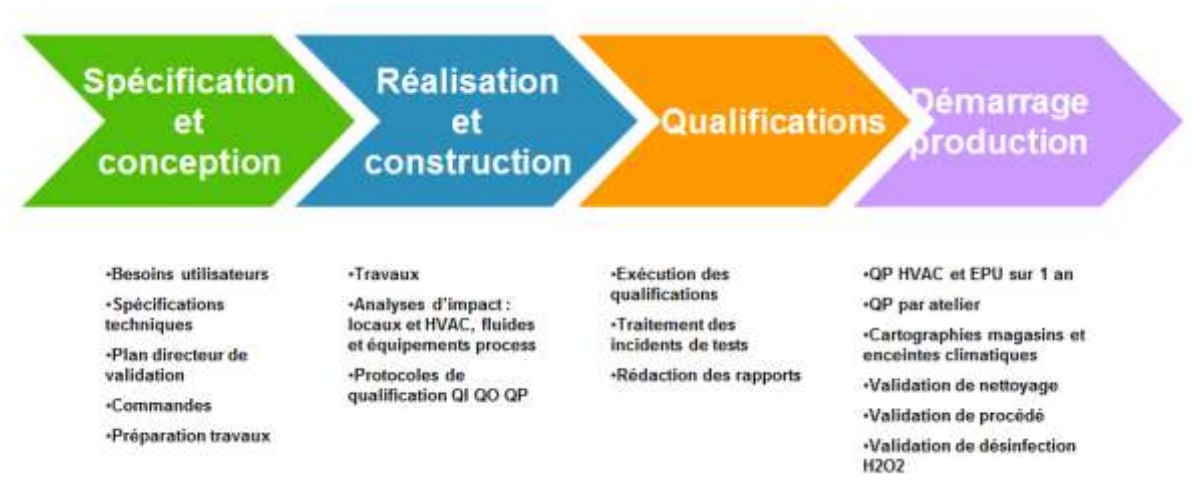 Spécification
et
conception
Réalisation
et
construction
Qualifications
Démarrage
production
•Besoins utilisateurs
•Spécifications
techniques
•Plan directeur de
validation
•Commandes
•Préparation travaux
•Travaux
•Analyses d'impact :
locaux et HVAC, fluides
et équipements process
•Protocoles de
qualification QI QO QP
•Exécution des
qualifications
•Traitement des
incidents de tests
•Rédaction des rapports
•QP HVAC et EPU sur 1 an
•QP par atelier
•Cartographies magasins et
enceintes climatiques
•Validation de nettoyage
•Validation de procédé
•Validation de désinfection
H2O2